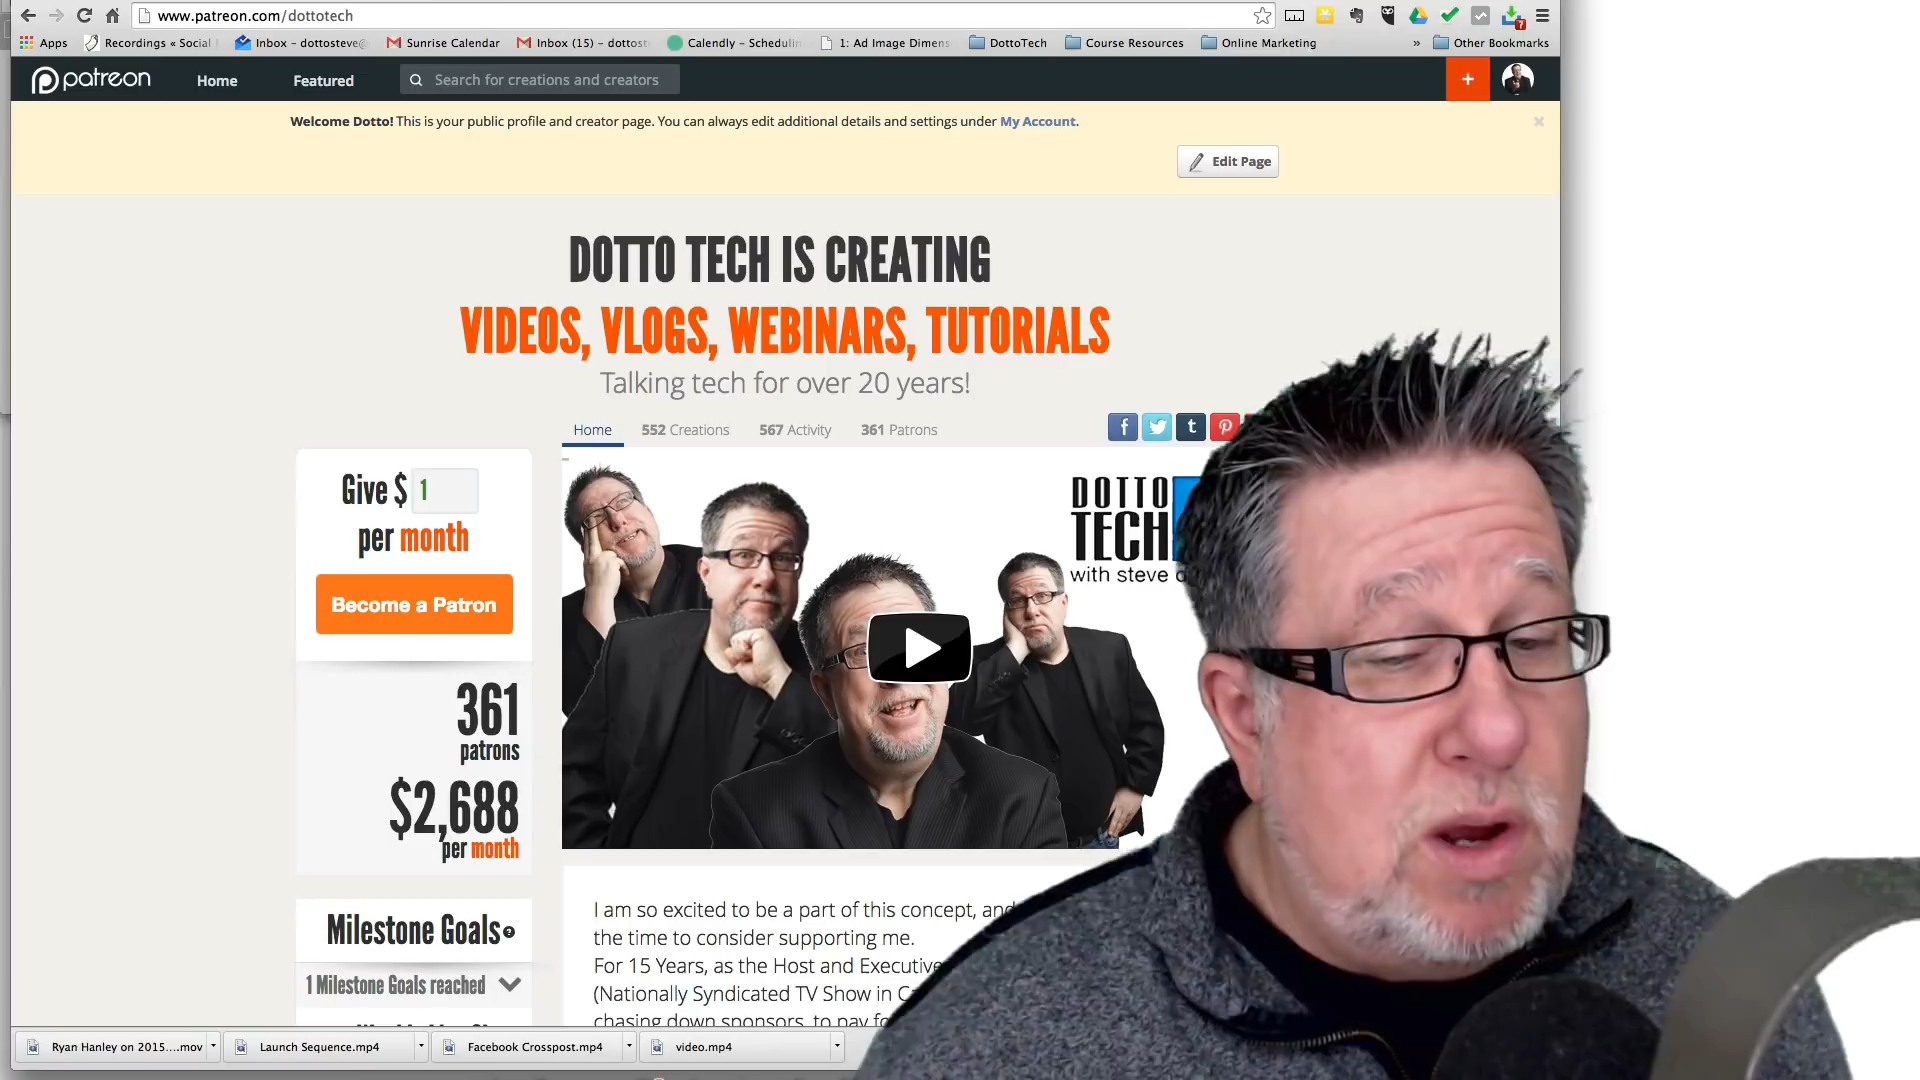 www.patreon.com/dottotech
Apps
Recordings « Social
Inbox - dottosteve@
Sunrise Calendar
Inbox (15) - dottost
Calendly - Scheduli
1: Ad Image Dimens
DottoTech
Course Resources
Online Marketing
»
Other Bookmarks
patreon
Home
Featured
Search for creations and creators
+
Welcome Dotto! This is your public profile and creator page. You can always edit additional details and settings under My Account.
Edit Page
DOTTO TECH IS CREATING
VIDEOS, VLOGS, WEBINARS, TUTORIALS
Talking tech for over 20 years!
Home
552 Creations
567 Activity
361 Patrons
Give $ 1
per month
Become a Patron
361
patrons
$2,688
per month
Milestone Goals
1 Milestone Goals reached
DOTTO
TECH
with steve
I am so excited to be a part of this concept, and
the time to consider supporting me.
For 15 Years, as the Host and Executive
(Nationally Syndicated TV Show in
chasing down sponsors, to pay
Ryan Hanley on 2015....mov
Launch Sequence.mp4
Facebook Crosspost.mp4
video.mp4